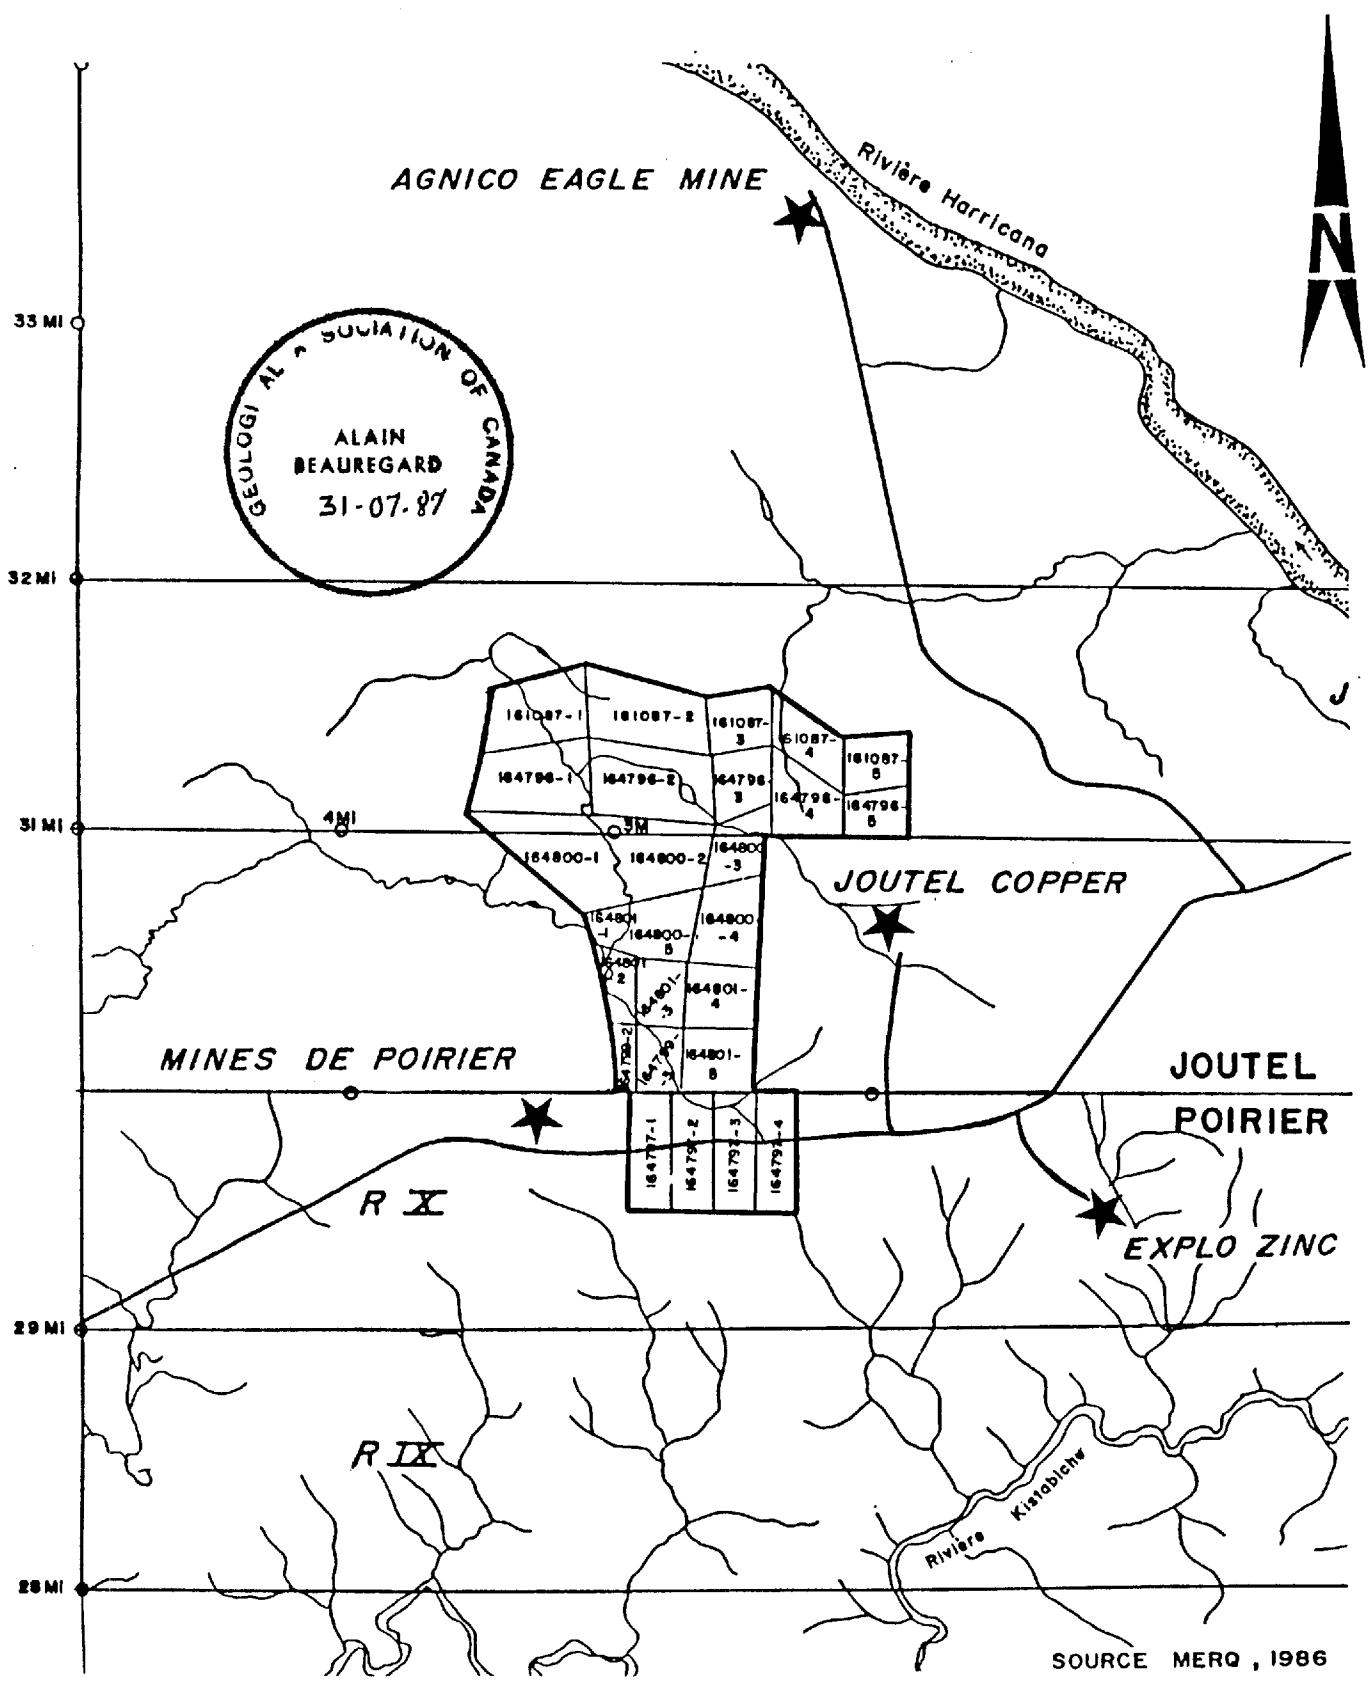 N
AGNICO EAGLE MINE
Rivière Harricana
33 MI
GEOLOGI AL A SOCIATION OF CANADA
ALAIN
BEAUREGARD
31-07-87
32 MI
J
161087-1
161087-2
161087-
3
161087-
4
161087-
5
164796-1
164796-2
164796
3
164796-
4
164796-
5
31 MI
4MI
3M
164800-1
164800-2
164800
-3
JOUTEL COPPER
164801
-1
164800-
5
164800
-4
164801
2
164801-
-3
164801-
4
164799-2
164799-
-3
164801-
5
MINES DE POIRIER
JOUTEL
POIRIER
164797-1
164797-2
164797-3
164797-4
R X
EXPLO ZINC
29 MI
R IX
Rivière Kistabiche
28 MI
SOURCE MERQ , 1986